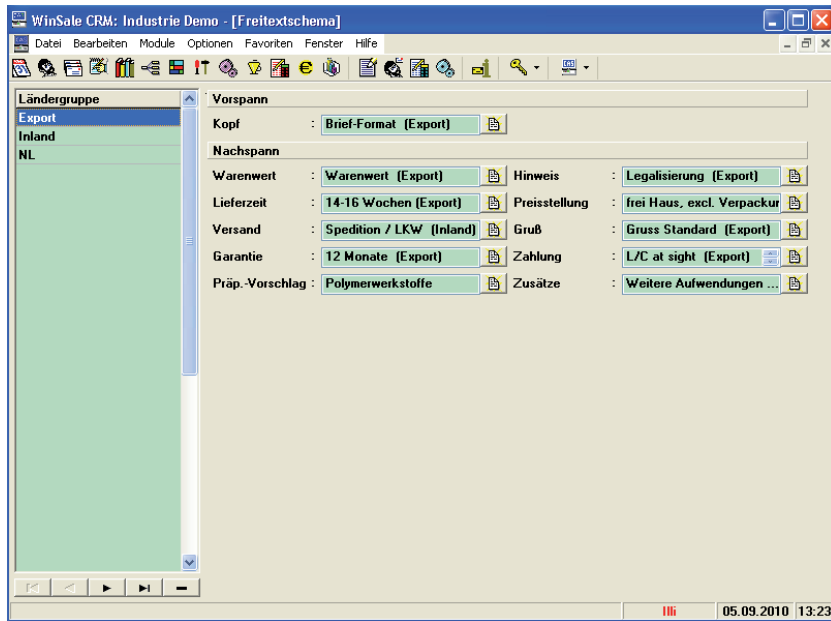 WinSale CRM: Industrie Demo - [Freitextschema]
Datei Bearbeiten Module Optionen Favoriten Fenster Hilfe
Ländergruppe
Export
Inland
NL
Vorspann
Kopf : Brief-Format (Export)
Nachspann
Warenwert : Warenwert (Export) Hinweis : Legalisierung (Export)
Lieferzeit : 14-16 Wochen (Export) Preisstellung : frei Haus, excl. Verpackur
Versand : Spedition / LKW (Inland) Gruß : Gruss Standard (Export)
Garantie : 12 Monate (Export) Zahlung : L/C at sight (Export)
Präp.-Vorschlag : Polymerwerkstoffe Zusätze : Weitere Aufwendungen ...
Illi 05.09.2010 13:23